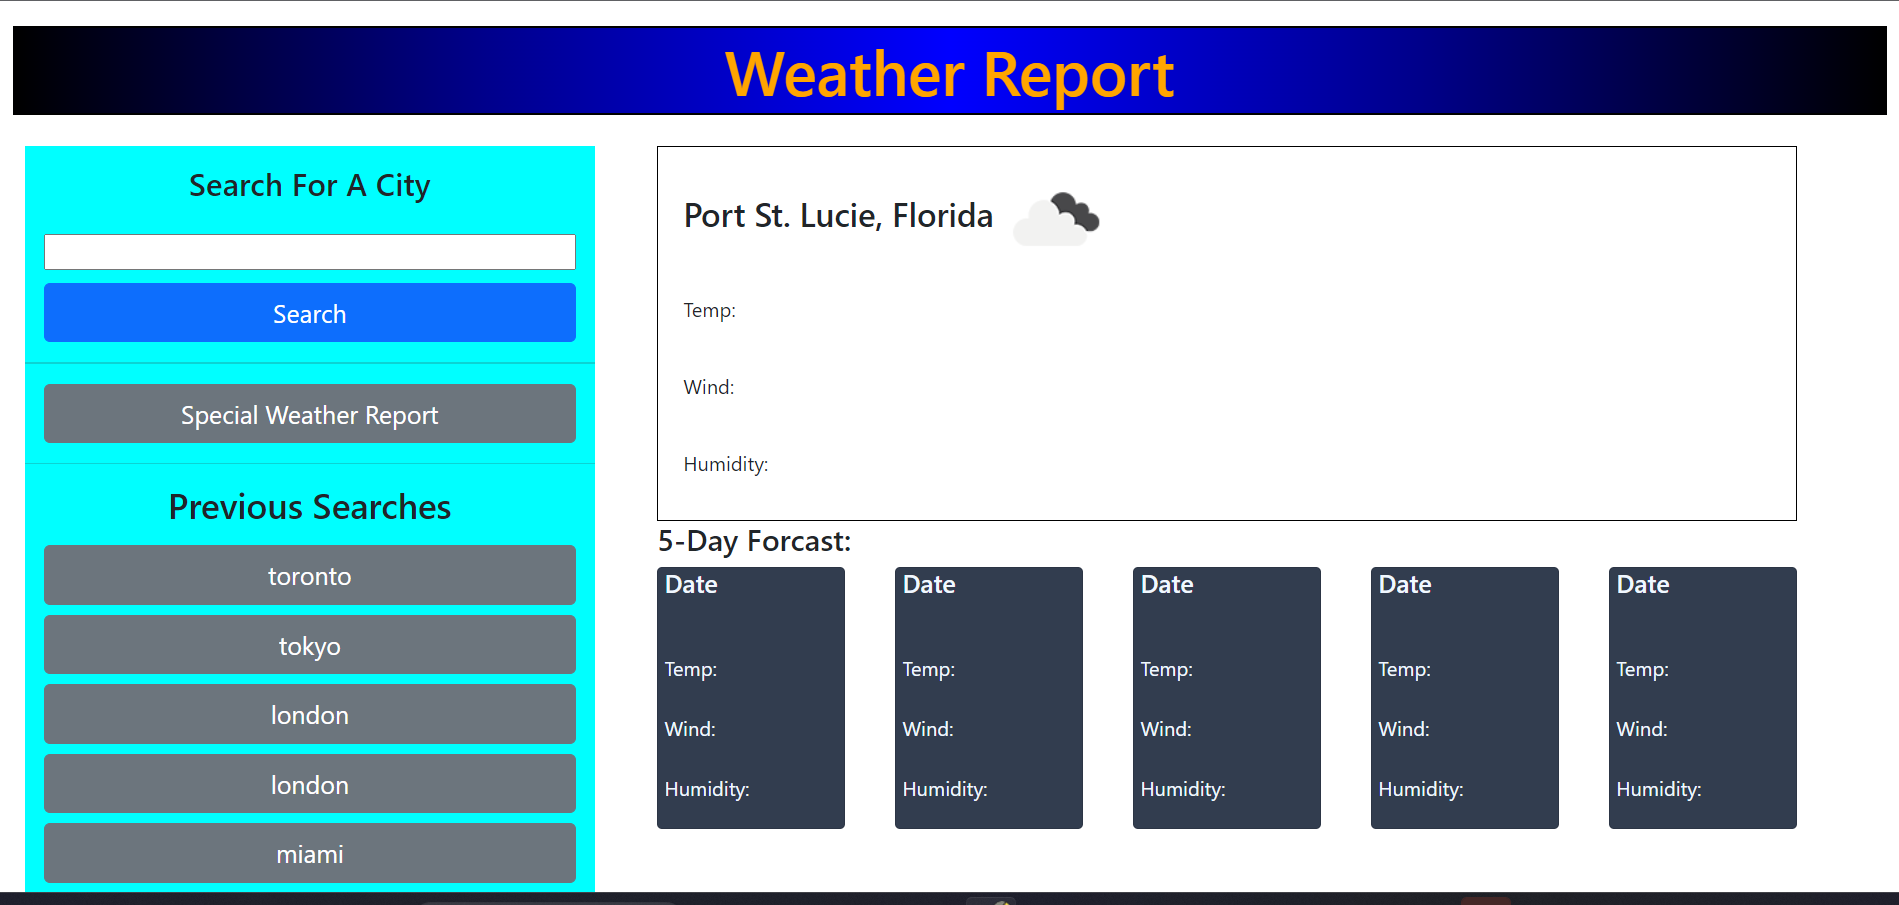 Weather Report
Search For A City
Search
Special Weather Report
Previous Searches
toronto
tokyo
london
london
miami
Port St. Lucie, Florida
Temp:
Wind:
Humidity:
5-Day Forcast:
Date
Temp:
Wind:
Humidity:
Date
Temp:
Wind:
Humidity:
Date
Temp:
Wind:
Humidity:
Date
Temp:
Wind:
Humidity:
Date
Temp:
Wind:
Humidity: